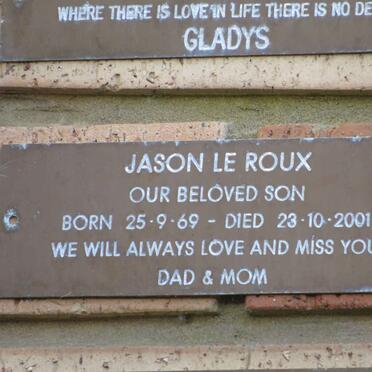 WHERE THERE IS LOVE IN LIFE THERE IS NO
GLADYS
JASON LE ROUX
OUR BELOVED SON
BORN 25·9·69 - DIED 23·10·2001
WE WILL ALWAYS LOVE AND MISS YOU
DAD & MOM